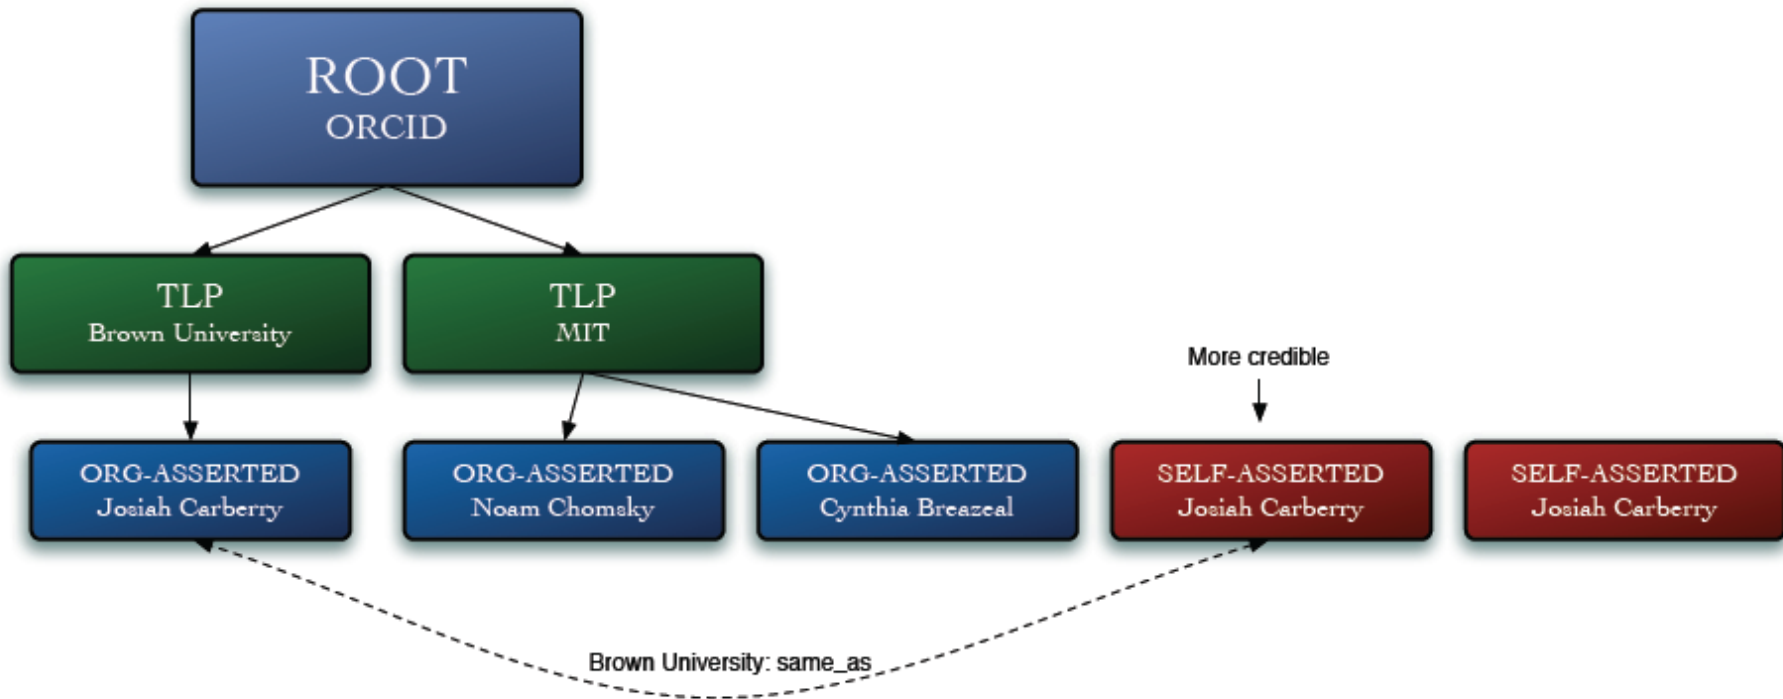 ROOT
ORCID
TLP
Brown University
TLP
MIT
More credible
ORG-ASSERTED
Josiah Carberry
ORG-ASSERTED
Noam Chomsky
ORG-ASSERTED
Cynthia Breazeal
SELF-ASSERTED
Josiah Carberry
SELF-ASSERTED
Josiah Carberry
Brown University: same_as